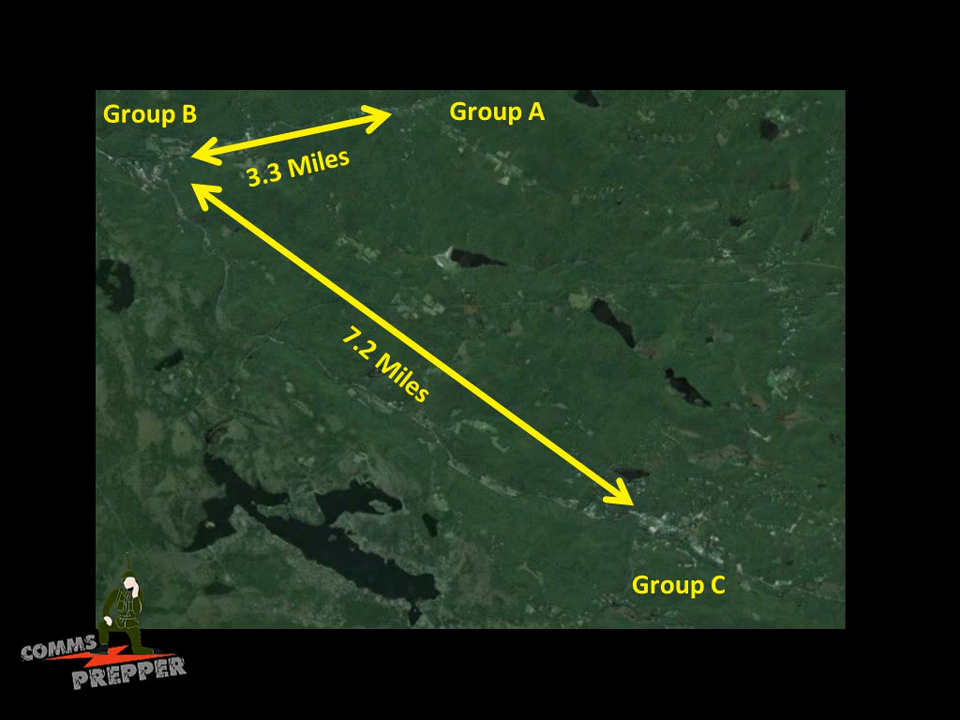 Group B
Group A
3.3 Miles
7.2 Miles
Group C
COMMS
PREPPER